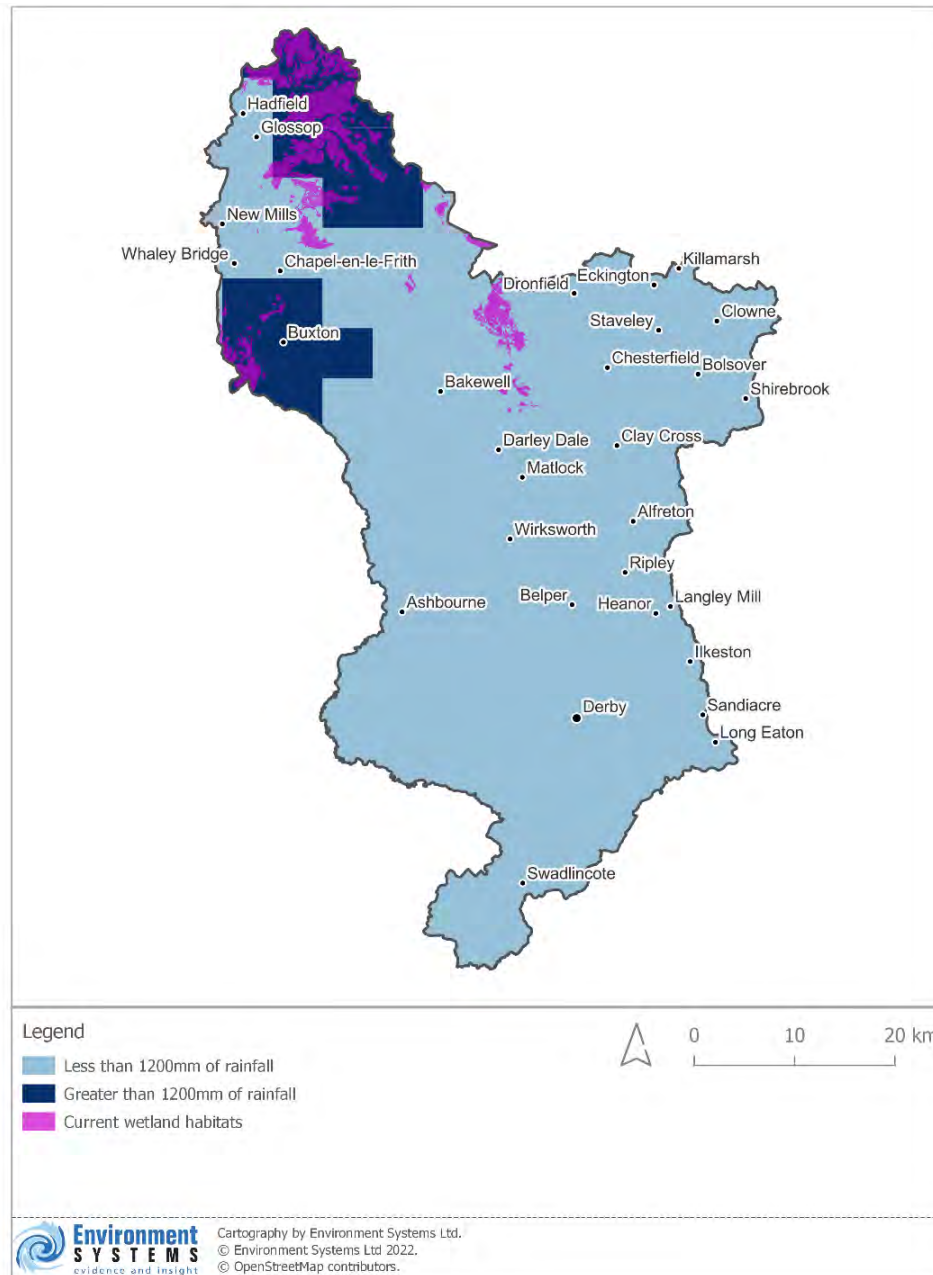 Hadfield
Glossop
New Mills
Whaley Bridge
Chapel-en-le-Frith
Killamarsh
Eckington
Dronfield
Clowne
Staveley
Buxton
Chesterfield
Bolsover
Bakewell
Shirebrook
Darley Dale
Clay Cross
Matlock
Alfreton
Wirksworth
Ripley
Belper
Ashbourne
Heanor
Langley Mill
Ilkeston
Derby
Sandiacre
Long Eaton
Swadlincote
Legend
Less than 1200mm of rainfall
Greater than 1200mm of rainfall
Current wetland habitats
0 10 20 km
Environment
SYSTEMS
evidence and insight
Cartography by Environment Systems Ltd.
© Environment Systems Ltd 2022.
© OpenStreetMap contributors.